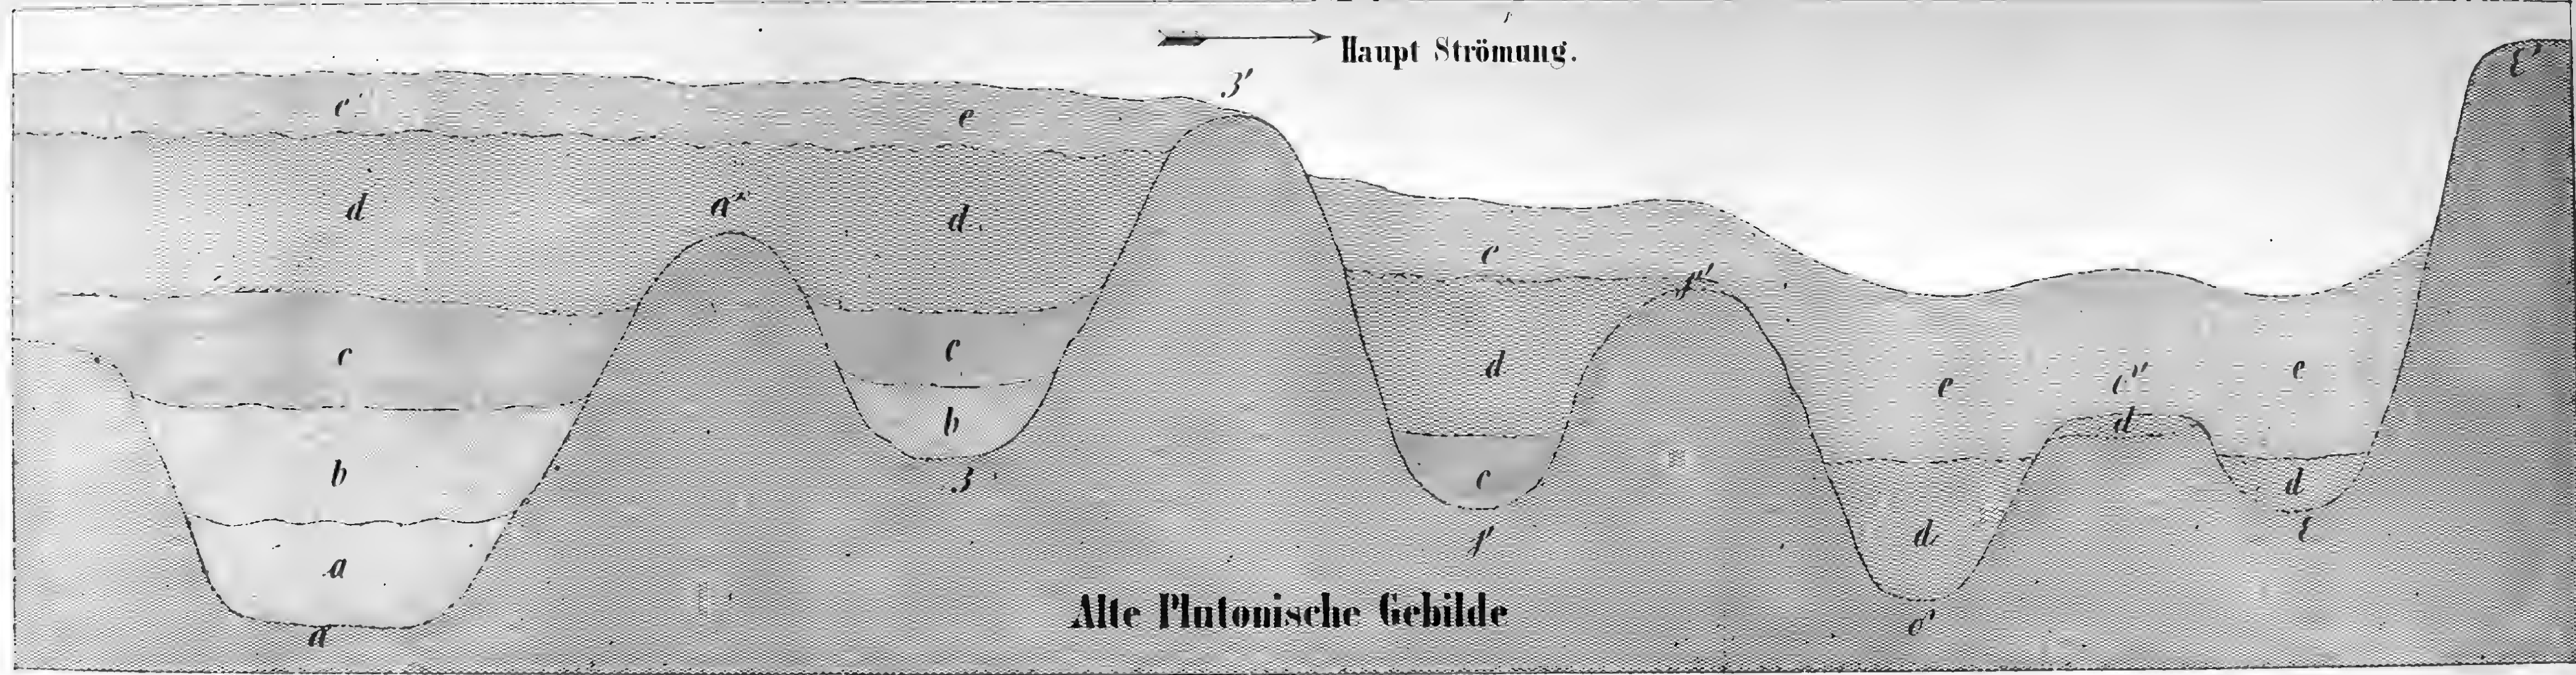 Haupt Strömung.
3'
e
e
d
d
e
c
c
d
b
b
c
a
3
e
e
d
d
d
Alte Plutonische Gebilde